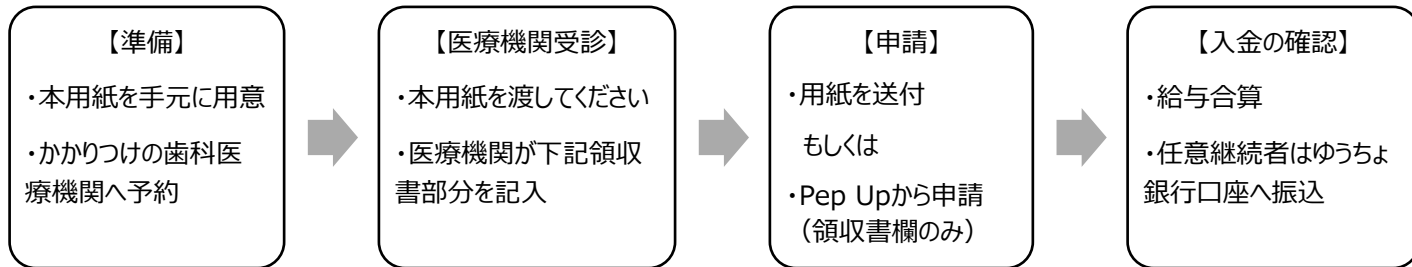 【準備】
・本用紙を手元に用意
・かかりつけの歯科医
療機関へ予約
【医療機関受診】
・本用紙を渡してください
・医療機関が下記領収
書部分を記入
【申請】
・用紙を送付
もしくは
・Pep Upから申請
（領収書欄のみ）
【入金の確認】
・給与合算
・任意継続者はゆうちょ
銀行口座へ振込